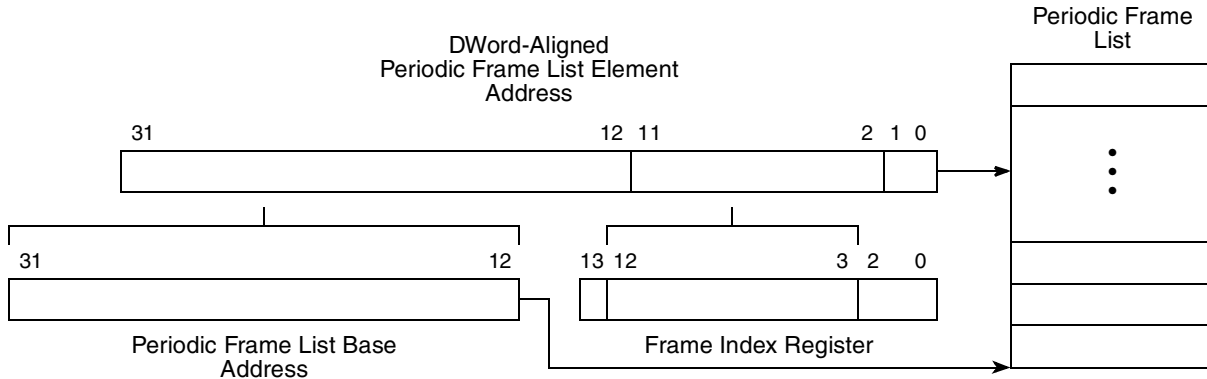 Periodic Frame
List
DWord-Aligned
Periodic Frame List Element
Address
31 12 11 2 1 0
31 12 13 12 3 2 0
Periodic Frame List Base
Address
Frame Index Register